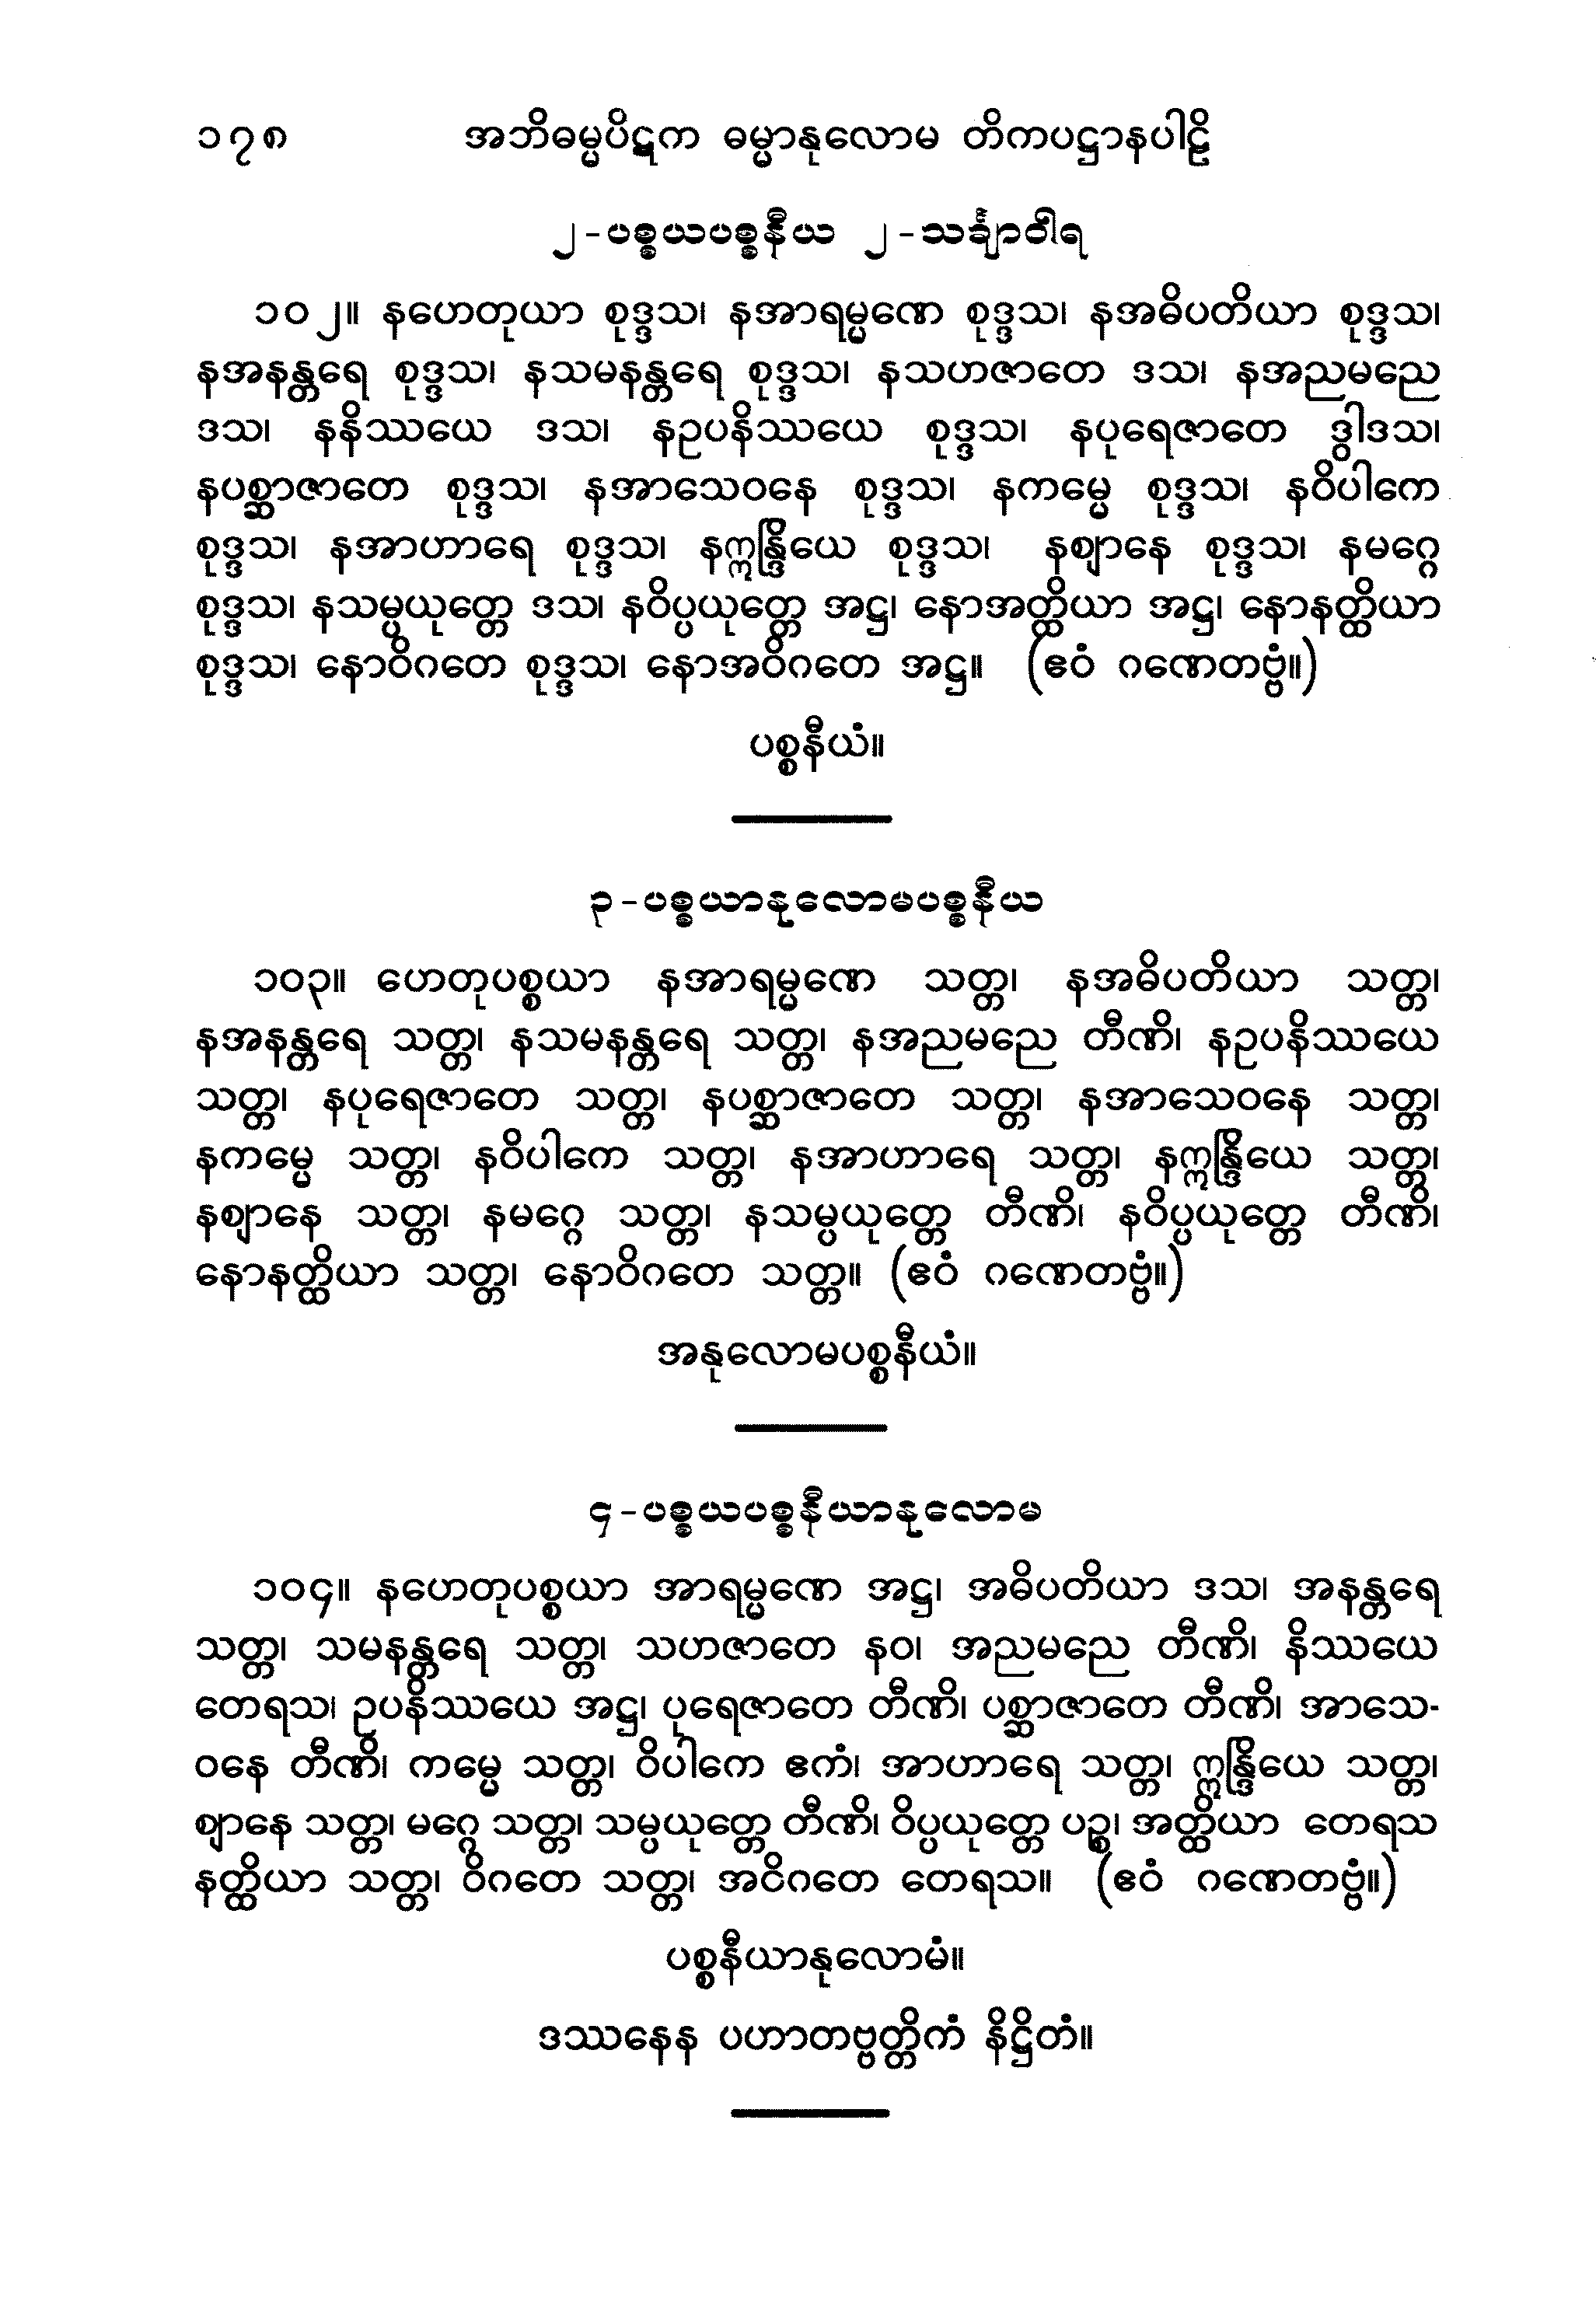 ၁၇၈ အဘိဓမ္မပိဋက ဓမ္မာနုလောမ တိကပဋ္ဌာနပါဠိ
၂-ပစ္စယပစ္စနီယ ၂-သင်္ချာဝါရ
၁၀၂။ နဟေတုယာ စုဒ္ဒသ၊ နအာရမ္မဏေ စုဒ္ဒသ၊ နအဓိပတိယာ စုဒ္ဒသ၊
နအနန္တရေ စုဒ္ဒသ၊ နသမနန္တရေ စုဒ္ဒသ၊ နသဟဇာတေ ဒသ၊ နအညမညေ
ဒသ၊ နနိဿယေ ဒသ၊ နဥပနိဿယေ စုဒ္ဒသ၊ နပုရေဇာတေ ဒွါဒသ၊
နပစ္ဆာဇာတေ စုဒ္ဒသ၊ နအာသေဝနေ စုဒ္ဒသ၊ နကမ္မေ စုဒ္ဒသ၊ နဝိပါကေ
စုဒ္ဒသ၊ နအာဟာရေ စုဒ္ဒသ၊ နဣန္ဒြိယေ စုဒ္ဒသ၊ နဈာနေ စုဒ္ဒသ၊ နမဂ္ဂေ
စုဒ္ဒသ၊ နသမ္ပယုတ္တေ ဒသ၊ နဝိပ္ပယုတ္တေ အဋ္ဌ၊ နောအတ္ထိယာ အဋ္ဌ၊ နောနတ္ထိယာ
စုဒ္ဒသ၊ နောဝိဂတေ စုဒ္ဒသ၊ နောအဝိဂတေ အဋ္ဌ။ (ဧဝံ ဂဏေတဗ္ဗံ။)
ပစ္စနီယံ။
၃-ပစ္စယာနုလောမပစ္စနီယ
၁၀၃။ ဟေတုပစ္စယာ နအာရမ္မဏေ သတ္တ၊ နအဓိပတိယာ သတ္တ၊
နအနန္တရေ သတ္တ၊ နသမနန္တရေ သတ္တ၊ နအညမညေ တီဏိ၊ နဥပနိဿယေ
သတ္တ၊ နပုရေဇာတေ သတ္တ၊ နပစ္ဆာဇာတေ သတ္တ၊ နအာသေဝနေ သတ္တ၊
နကမ္မေ သတ္တ၊ နဝိပါကေ သတ္တ၊ နအာဟာရေ သတ္တ၊ နဣန္ဒြိယေ သတ္တ၊
နဈာနေ သတ္တ၊ နမဂ္ဂေ သတ္တ၊ နသမ္ပယုတ္တေ တီဏိ၊ နဝိပ္ပယုတ္တေ တီဏိ၊
နောနတ္ထိယာ သတ္တ၊ နောဝိဂတေ သတ္တ။ (ဧဝံ ဂဏေတဗ္ဗံ။)
အနုလောမပစ္စနီယံ။
၄-ပစ္စယပစ္စနီယာနုလောမ
၁၀၄။ နဟေတုပစ္စယာ အာရမ္မဏေ အဋ္ဌ၊ အဓိပတိယာ ဒသ၊ အနန္တရေ
သတ္တ၊ သမနန္တရေ သတ္တ၊ သဟဇာတေ နဝ၊ အညမညေ တီဏိ၊ နိဿယေ
တေရသ၊ ဥပနိဿယေ အဋ္ဌ၊ ပုရေဇာတေ တီဏိ၊ ပစ္ဆာဇာတေ တီဏိ၊ အာသေ-
ဝနေ တီဏိ၊ ကမ္မေ သတ္တ၊ ဝိပါကေ ဧကံ၊ အာဟာရေ သတ္တ၊ ဣန္ဒြိယေ သတ္တ၊
ဈာနေ သတ္တ၊ မဂ္ဂေ သတ္တ၊ သမ္ပယုတ္တေ တီဏိ၊ ဝိပ္ပယုတ္တေ ပဉ္စ၊ အတ္ထိယာ တေရသ
နတ္ထိယာ သတ္တ၊ ဝိဂတေ သတ္တ၊ အငိဂတေ တေရသ။ (ဧဝံ ဂဏေတဗ္ဗံ။)
ပစ္စနီယာနုလောမံ။
ဒဿနေန ပဟာတဗ္ဗတ္တိကံ နိဋ္ဌိတံ။